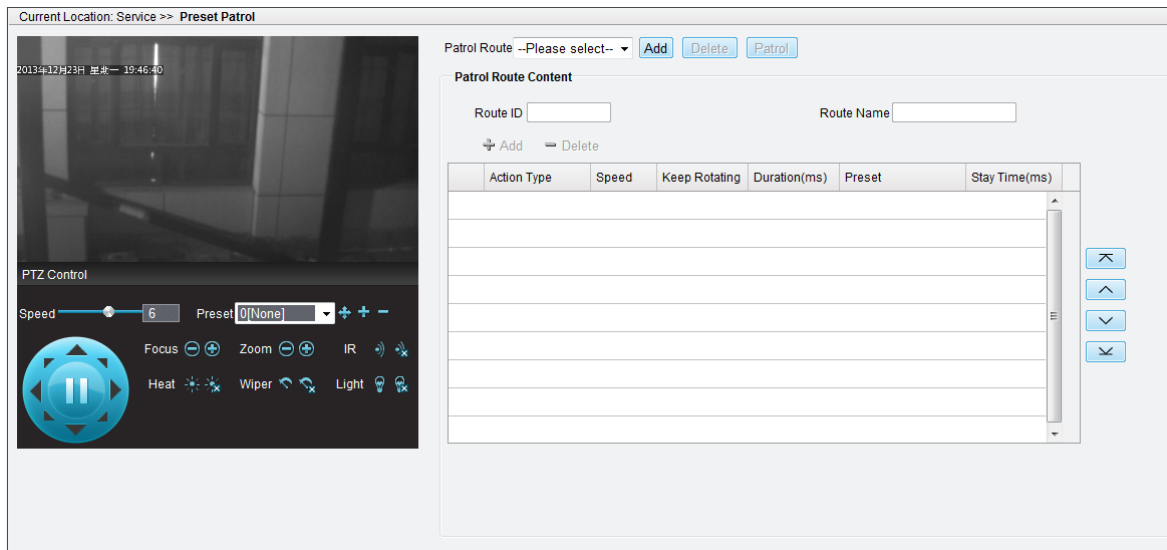 Current Location: Service >> Preset Patrol
2013年12月23日 星期一 19:46:40
PTZ Control
Speed 6 Preset 0[None]
Focus Zoom IR
Heat Wiper Light
Patrol Route --Please select-- Add Delete Patrol
Patrol Route Content
Route ID Route Name
Add Delete
Action Type Speed Keep Rotating Duration(ms) Preset Stay Time(ms)